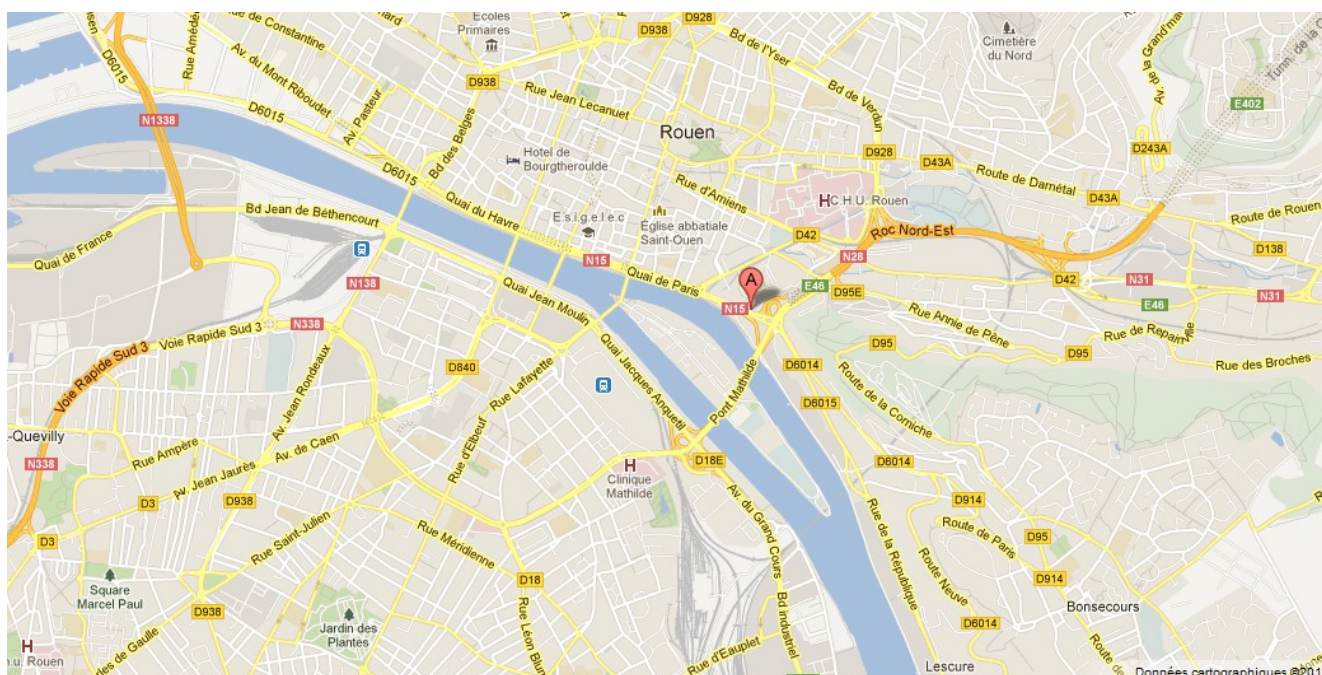 D928
Ecoles
Primaires
D938
Bd de l'Yser
Cimetière
du Nord
D6015
Rue Amédée
Av. du Mont Riboudet
D938
Rue Jean Lecanuet
Bd de Verdun
E402
N1338
D6015
Av. Pasteur
Bd des Belges
Rouen
D928
D43A
D243A
Route de Darnétal
D43A
Hotel de
Bourgtheroulde
D6015
Rue d'Amiens
H
C.H.U. Rouen
Route de Rouen
Bd Jean de Béthencourt
Quai du Havre
E.s.i.g.e.l.e.c
Église abbatiale
Saint-Ouen
D42
Roc Nord-Est
D138
Quai de France
N15
Quai de Paris
N28
N138
Quai Jean Moulin
A
N15
E46
D95E
D42
N31
E46
N31
N338
Voie Rapide Sud 3
Rue Annie de Pène
D95
D95
Rue des Broches
Voie Rapide Sud 3
Av. Jean Rondeaux
D840
Rue Lafayette
Quai Jacques Anquetil
Pont Mathilde
D6014
D6015
Route de la Corniche
-Quevilly
N338
Rue Ampère
Av. de Caen
Rue d'Elbeuf
D18E
D6014
H
Clinique
Mathilde
Av. Jean Jaurès
D3
D938
D914
Av. du Grand Cours
Rue de la République
Route de Paris
D95
D3
Rue Saint-Julien
Rue Méridienne
Square
Marcel Paul
D18
Route Neuve
D914
D938
Bonsecours
Jardin des
Plantes
Rue Léon Blum
Bd industriel
D6014
H
Rouen
Rue d'Eauplet
Lescure
Données cartographiques ©201